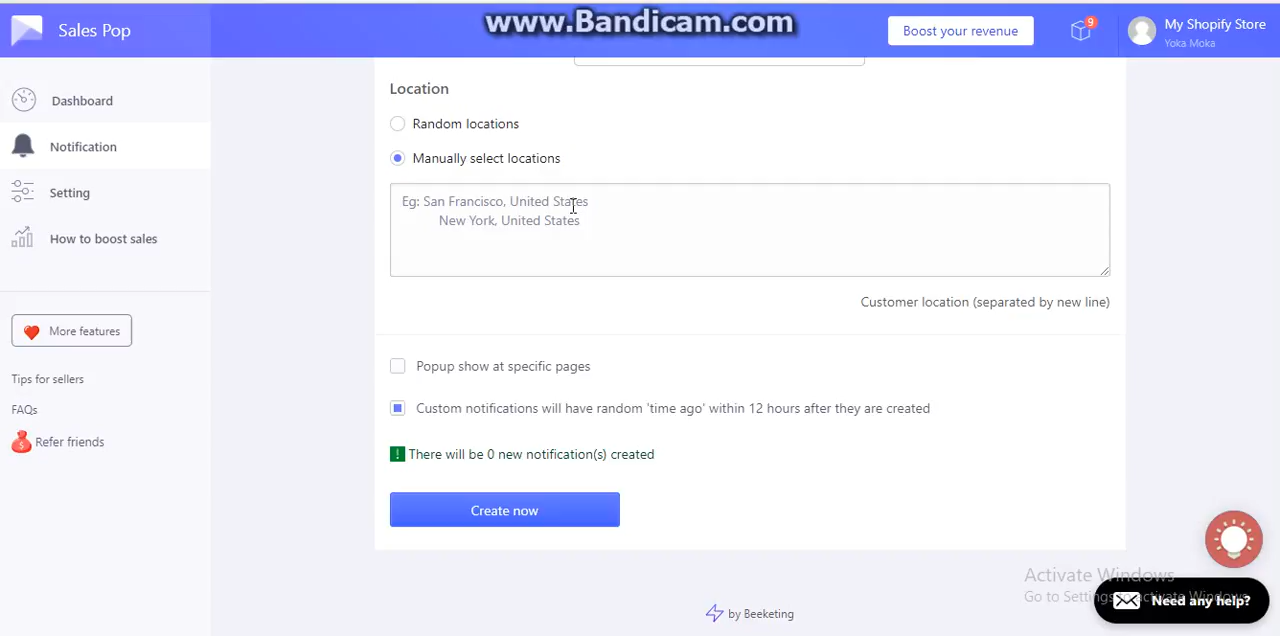 www.Bandicam.com
Sales Pop
Boost your revenue
9
My Shopify Store
Yoka Moka
Dashboard
Notification
Setting
How to boost sales
More features
Tips for sellers
FAQs
Refer friends
Location
Random locations
Manually select locations
Eg: San Francisco, United States
New York, United States
Customer location (separated by new line)
Popup show at specific pages
Custom notifications will have random 'time ago' within 12 hours after they are created
! There will be 0 new notification(s) created
Create now
by Beeketing
Activate Windows
Go to Settings to activate Windows.
Need any help?